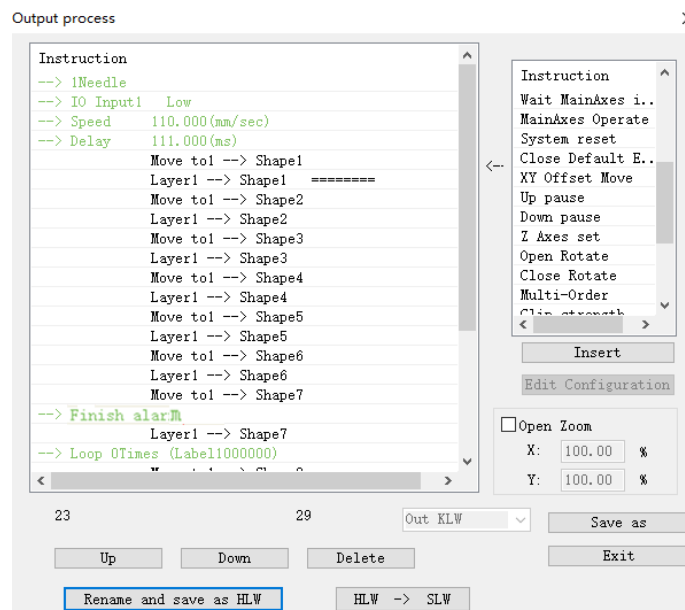 Output process
Instruction
--> 1Needle
--> IO Input1 Low
--> Speed 110.000(mm/sec)
--> Delay 111.000(ms)
Move to1 --> Shape1
Layer1 --> Shape1 ========
Move to1 --> Shape2
Layer1 --> Shape2
Move to1 --> Shape3
Layer1 --> Shape3
Move to1 --> Shape4
Layer1 --> Shape4
Move to1 --> Shape5
Layer1 --> Shape5
Move to1 --> Shape6
Layer1 --> Shape6
Move to1 --> Shape7
--> Finish alarm
Layer1 --> Shape7
--> Loop 0Times (Label1000000)
Instruction
Wait MainAxes i..
MainAxes Operate
System reset
Close Default E..
XY Offset Move
Up pause
Down pause
Z Axes set
Open Rotate
Close Rotate
Multi-Order
Clip strength
<--
Insert
Edit Configuration
Open Zoom
X: 100.00 %
Y: 100.00 %
23
29
Out KLW
Save as
Up
Down
Delete
Exit
Rename and save as HLW
HLW -> SLW